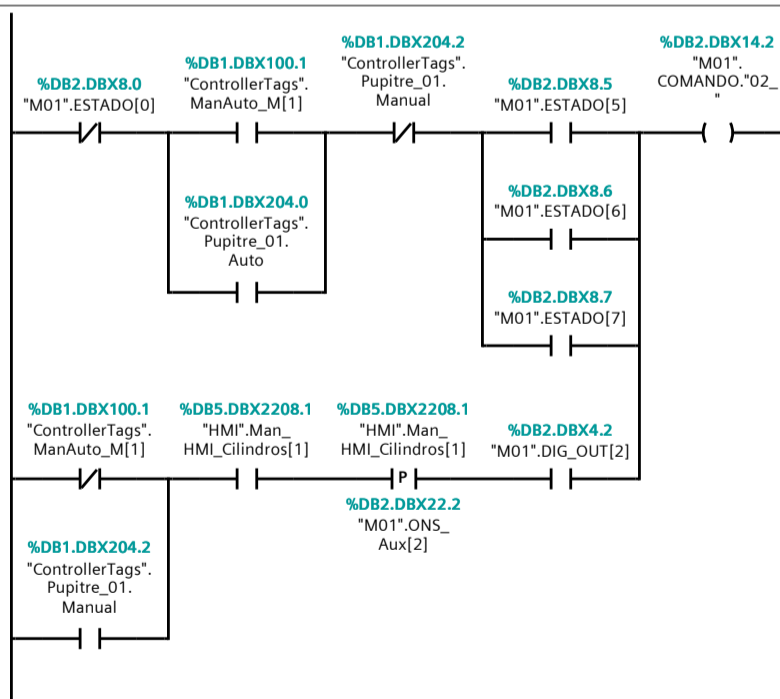 %DB2.DBX8.0
"M01".ESTADO[0]
%DB1.DBX100.1
"ControllerTags".
ManAuto_M[1]
%DB1.DBX204.2
"ControllerTags".
Pupitre_01.
Manual
%DB2.DBX8.5
"M01".ESTADO[5]
%DB2.DBX14.2
"M01".
COMANDO."02_
"
%DB1.DBX204.0
"ControllerTags".
Pupitre_01.
Auto
%DB2.DBX8.6
"M01".ESTADO[6]
%DB2.DBX8.7
"M01".ESTADO[7]
%DB1.DBX100.1
"ControllerTags".
ManAuto_M[1]
%DB5.DBX2208.1
"HMI".Man_
HMI_Cilindros[1]
%DB5.DBX2208.1
"HMI".Man_
HMI_Cilindros[1]
P
%DB2.DBX22.2
"M01".ONS_
Aux[2]
%DB2.DBX4.2
"M01".DIG_OUT[2]
%DB1.DBX204.2
"ControllerTags".
Pupitre_01.
Manual